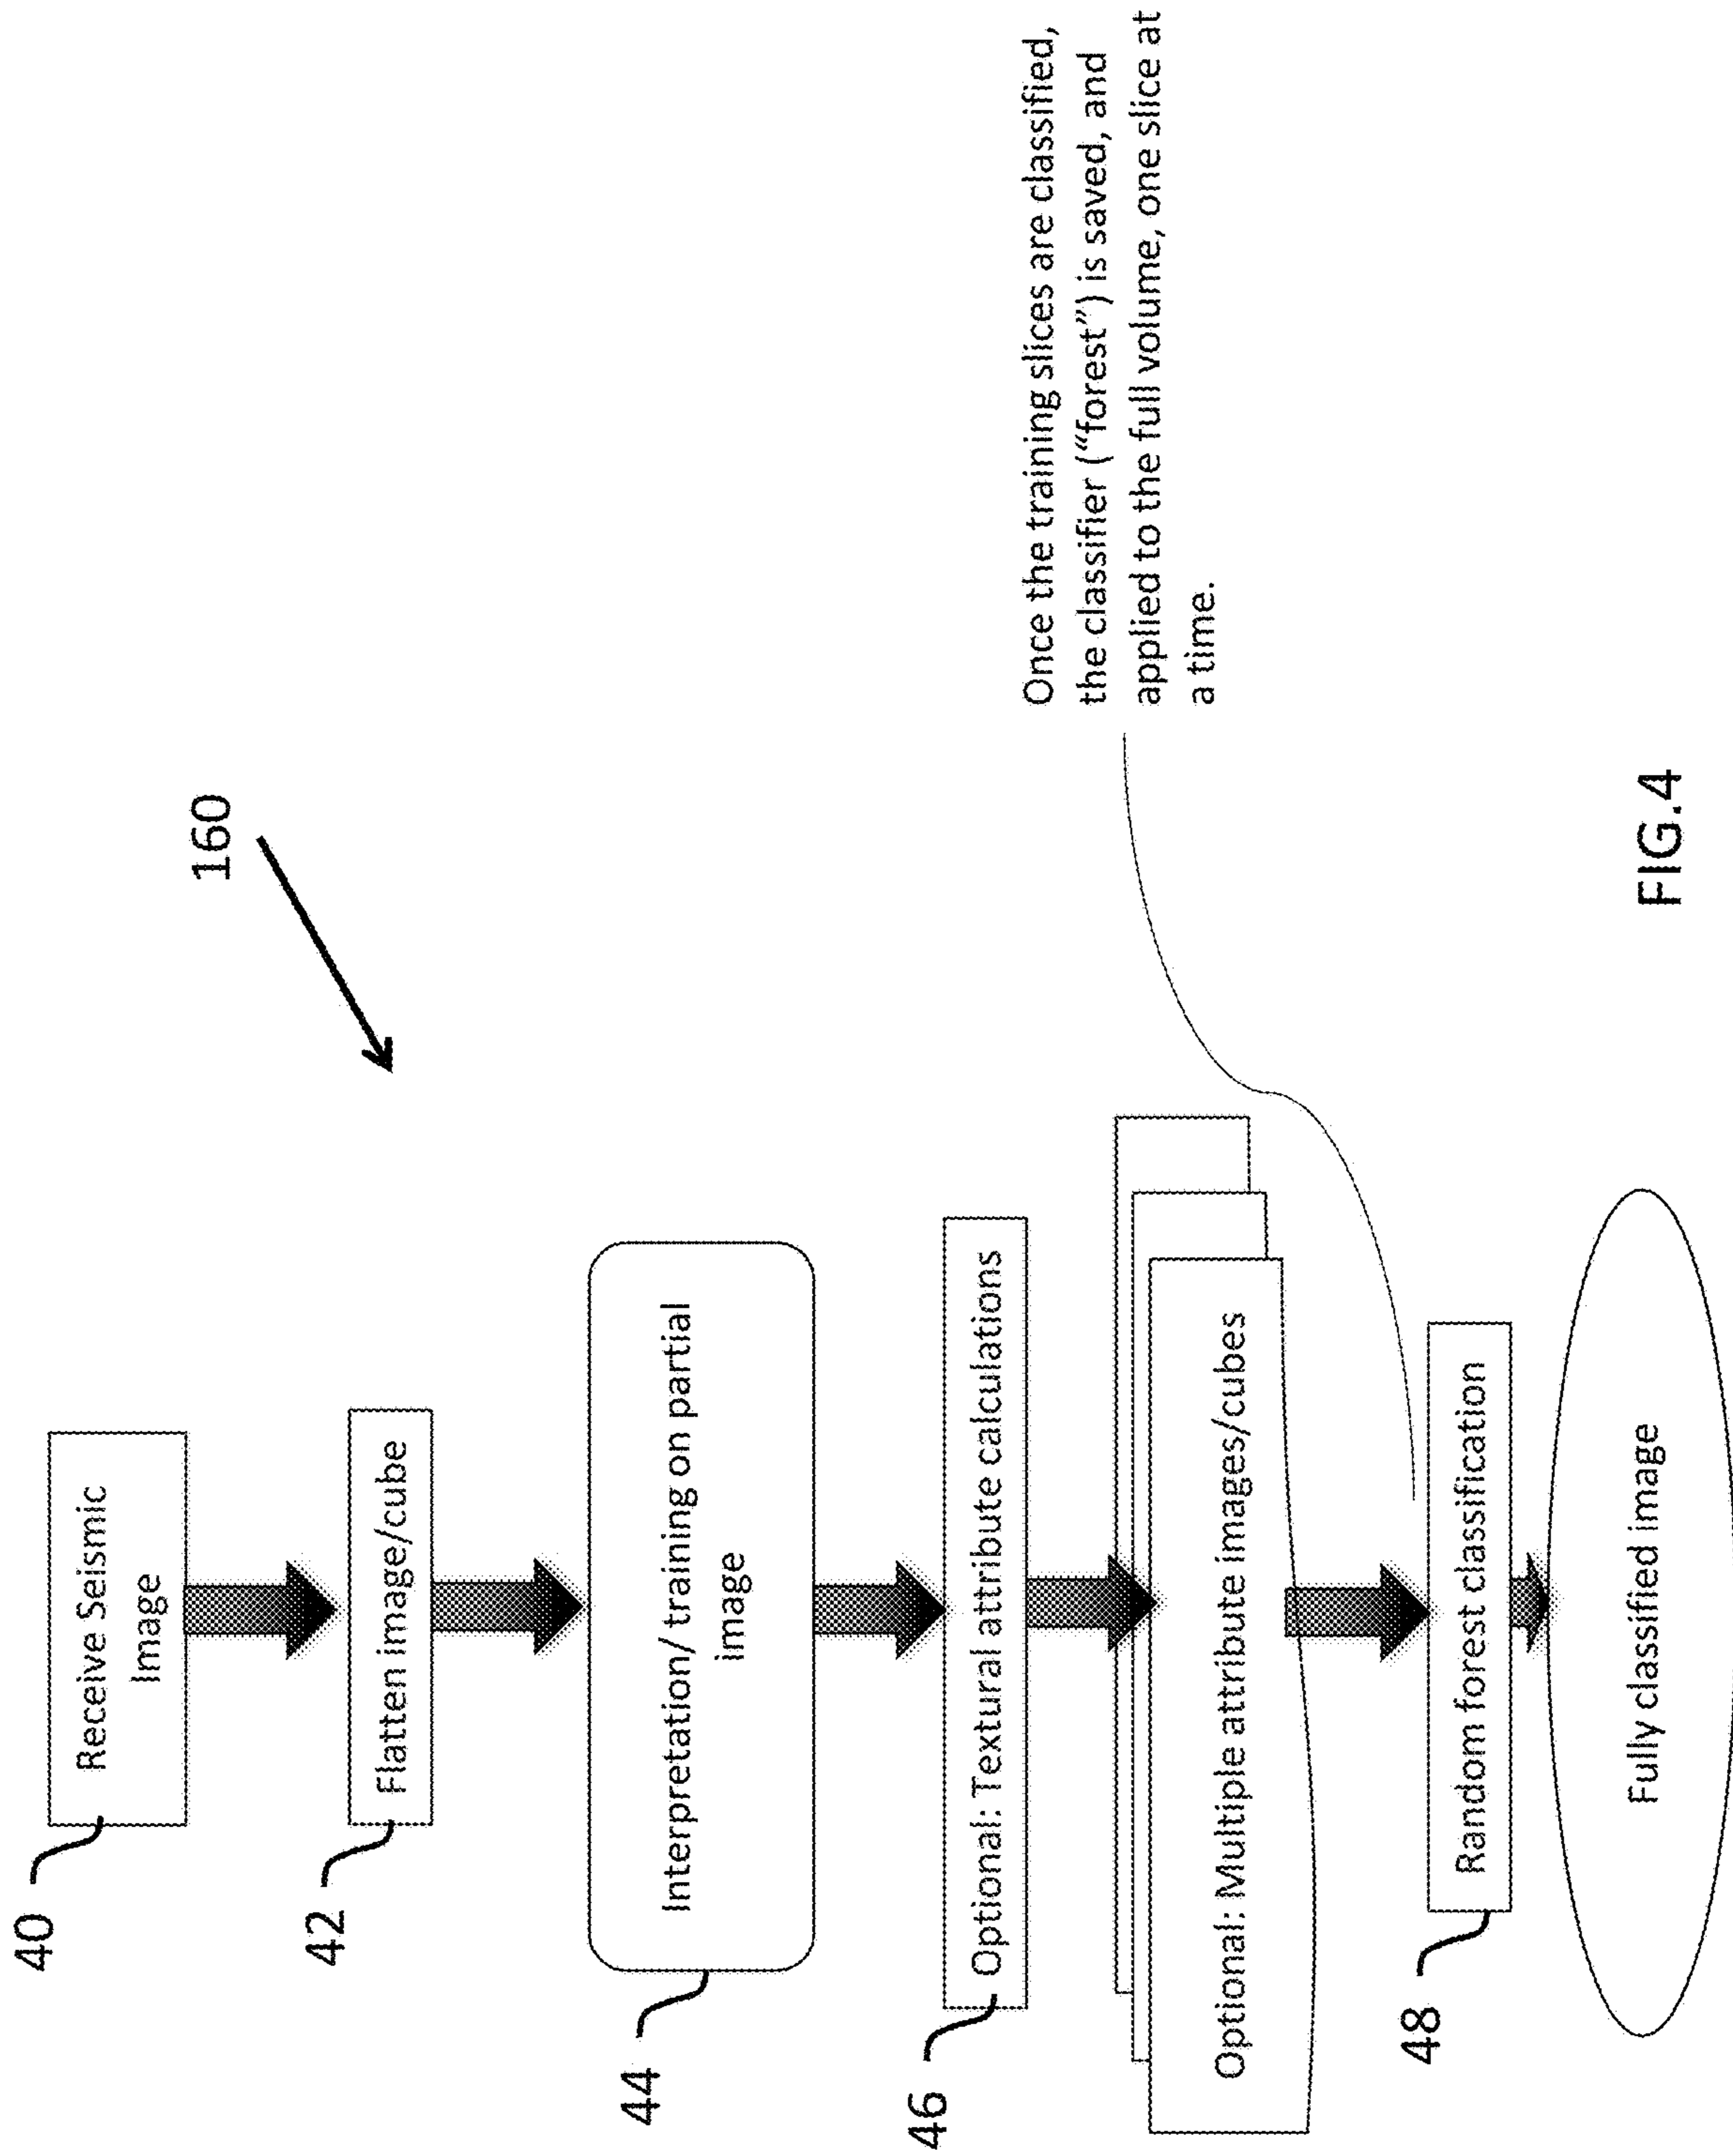 160
40
Receive Seismic
Image
42
Flatten image/cube
44
Interpretation/ training on partial
image
46
Optional: Textural attribute calculations
Optional: Multiple attribute images/cubes
Once the training slices are classified,
the classifier (“forest”) is saved, and
applied to the full volume, one slice at
a time.
48
Random forest classification
Fully classified image
FIG.4